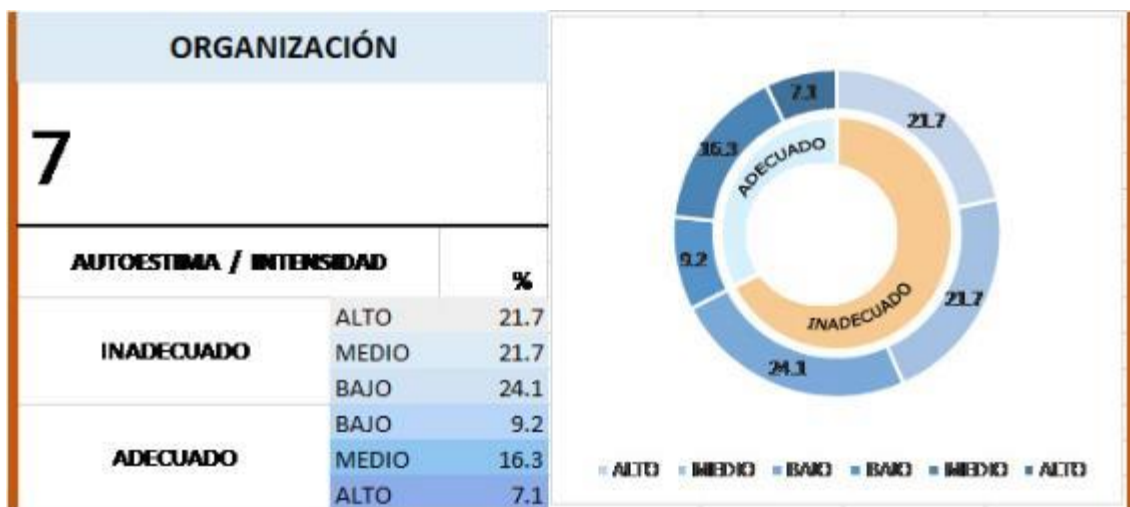 ORGANIZACIÓN
7
AUTOESTIMA / INTENSIDAD %
INADECUADO
ALTO 21.7
MEDIO 21.7
BAJO 24.1
ADECUADO
BAJO 9.2
MEDIO 16.3
ALTO 7.1
7.1
21.7
16.3
ADECUADO
9.2
21.7
INADECUADO
24.1
ALTO MEDIO BAJO BAJO MEDIO ALTO